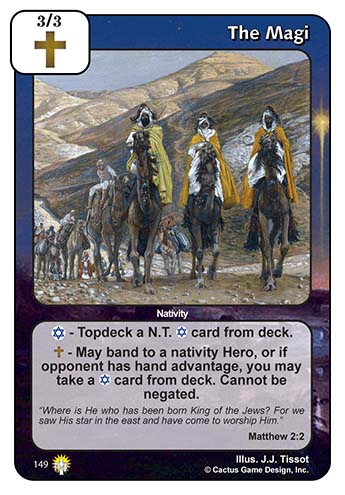 3/3
The Magi
Nativity
- Topdeck a N.T. card from deck.
- May band to a nativity Hero, or if
opponent has hand advantage, you may
take a card from deck. Cannot be
negated.
"Where is He who has been born King of the Jews? For we
saw His star in the east and have come to worship Him."
Matthew 2:2
149
Illus. J.J. Tissot
© Cactus Game Design, Inc.